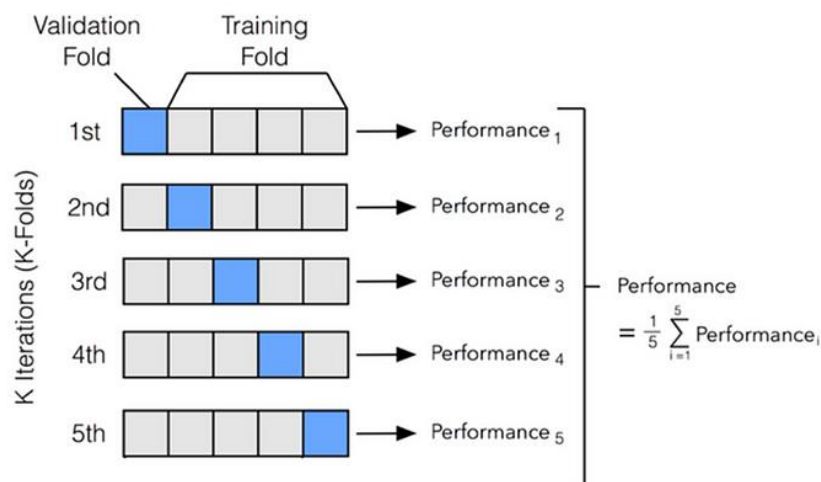 Validation
Fold
Training
Fold
K Iterations (K-Folds)
1st
Performance 1
2nd
Performance 2
3rd
Performance 3
4th
Performance 4
5th
Performance 5
Performance
= 1/5 5∑i=1 Performance i